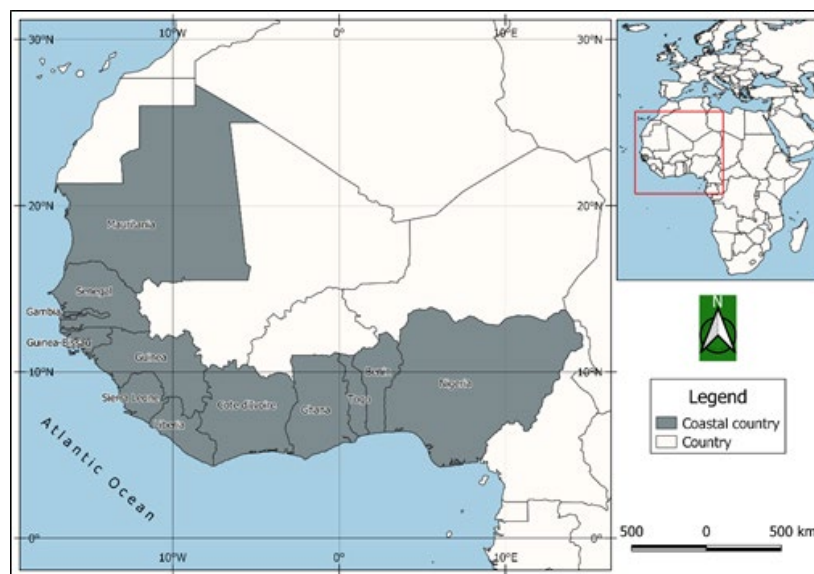 10°W
0°
10°E
30°N
30°N
20°N
20°N
Mauritania
Senegal
Gambia
Guinea-Bissau
Guinea
10°N
10°N
Sierra Leone
Liberia
Cote d'Ivoire
Ghana
Togo
Benin
Nigeria
Atlantic Ocean
0°
0°
10°W
0°
10°E
N
Legend
Coastal country
Country
500
0
500 km